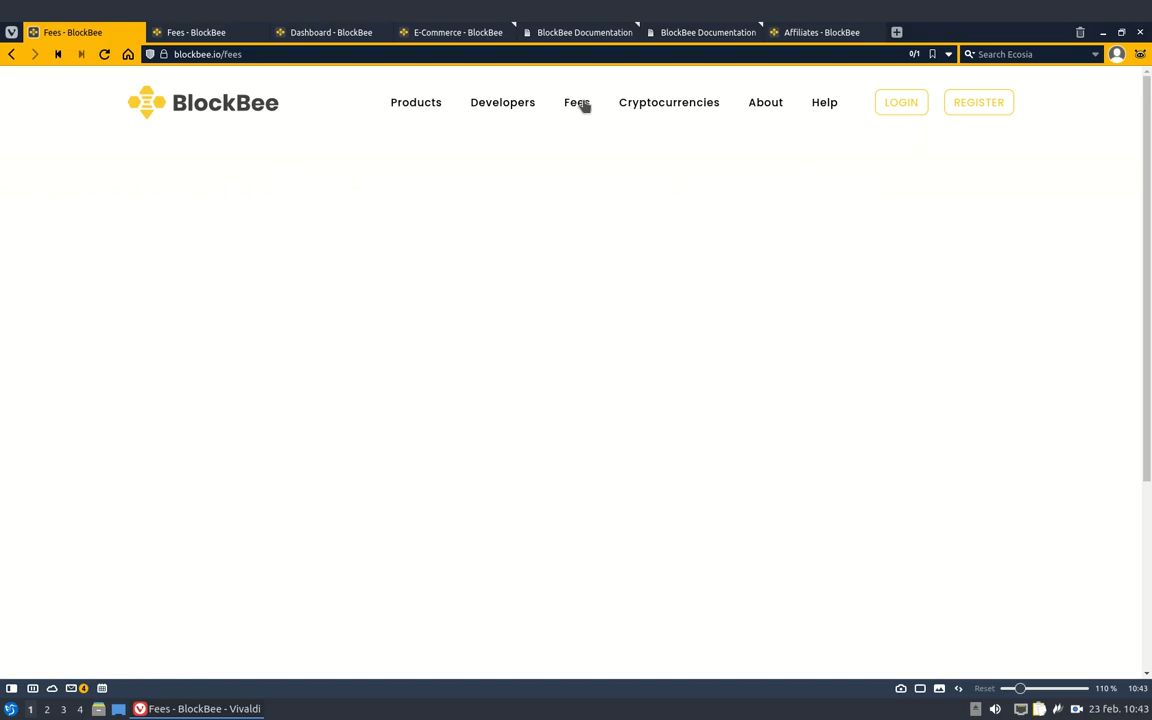 Fees - BlockBee
Fees - BlockBee
Dashboard - BlockBee
E-Commerce - BlockBee
BlockBee Documentation
BlockBee Documentation
Affiliates - BlockBee
blockbee.io/fees
0/1
Search Ecosia
BlockBee
Products
Developers
Fees
Cryptocurrencies
About
Help
LOGIN
REGISTER
4
Reset
110 %
10:43
1
2
3
4
Fees - BlockBee - Vivaldi
23 feb. 10:43